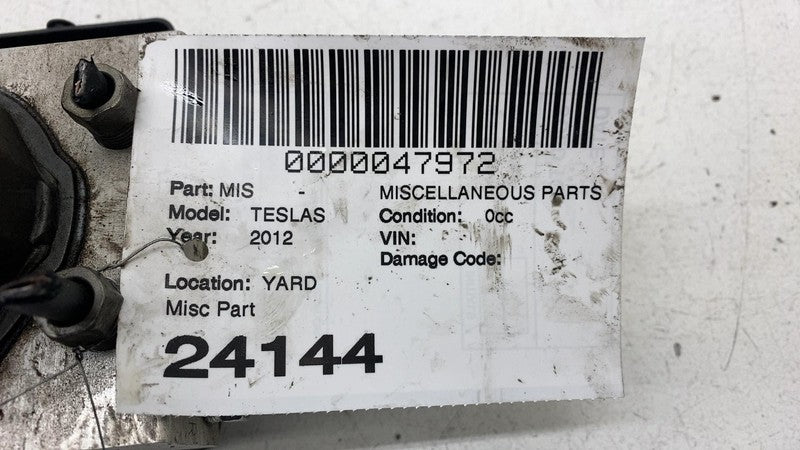 0000047972
Part: MIS - MISCELLANEOUS PARTS
Model: TESLAS Condition: 0cc
Year: 2012 VIN:
Damage Code:
Location: YARD
Misc Part
24144